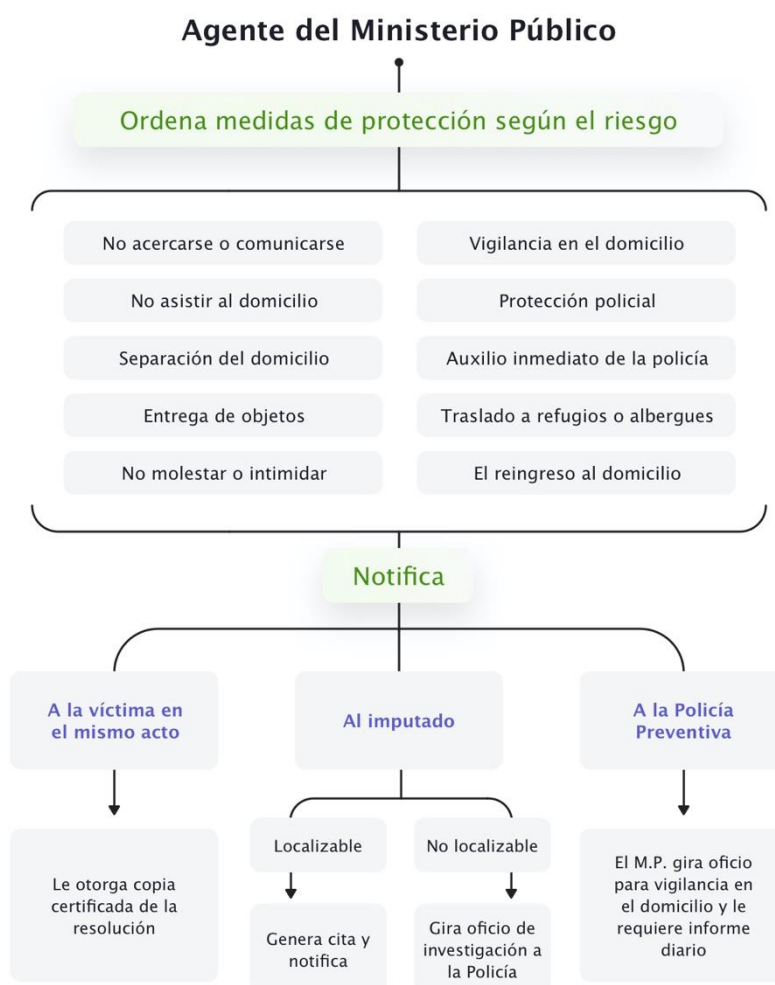 Agente del Ministerio Público
Ordena medidas de protección según el riesgo
No acercarse o comunicarse
Vigilancia en el domicilio
No asistir al domicilio
Protección policial
Separación del domicilio
Auxilio inmediato de la policía
Entrega de objetos
Traslado a refugios o albergues
No molestar o intimidar
El reingreso al domicilio
Notifica
A la víctima en
el mismo acto
Al imputado
A la Policía
Preventiva
Le otorga copia
certificada de la
resolución
Localizable
Genera cita y
notifica
No localizable
Gira oficio de
investigación a
la Policía
El M.P. gira oficio
para vigilancia en
el domicilio y le
requiere informe
diario